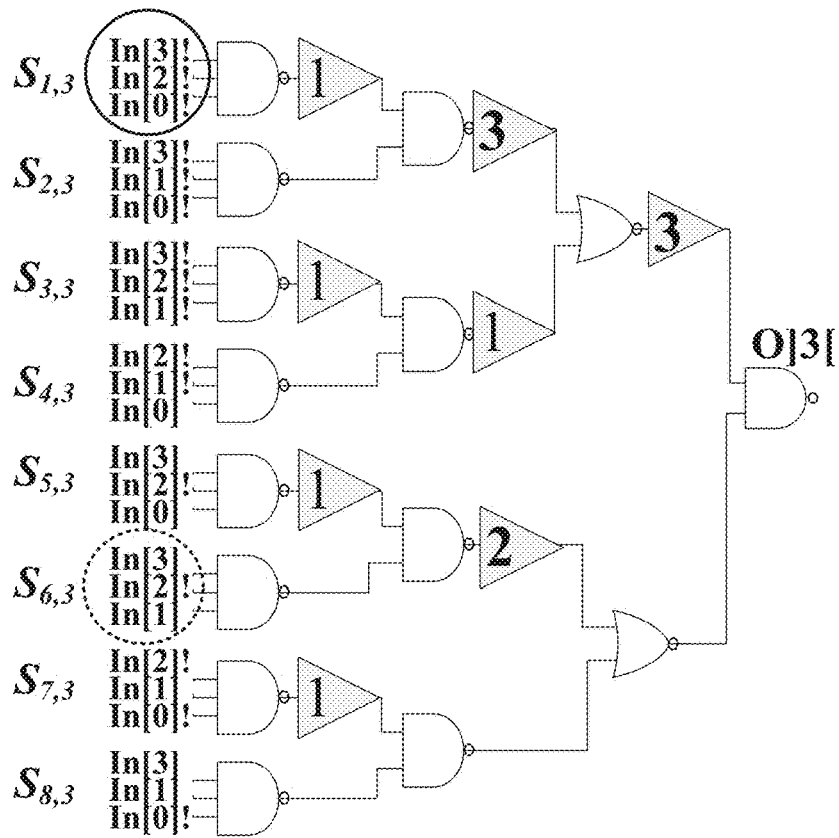 S1,3
In[3]!
In[2]!
In[0]!
1
3
S2,3
In[3]!
In[1]!
In[0]!
3
S3,3
In[3]!
In[2]!
In[1]!
1
1
O]3[
S4,3
In[2]!
In[1]!
In[0]
S5,3
In[3]
In[2]!
In[0]
1
2
S6,3
In[3]
In[2]!
In[1]
S7,3
In[2]!
In[1]
In[0]!
1
S8,3
In[3]
In[1]
In[0]!